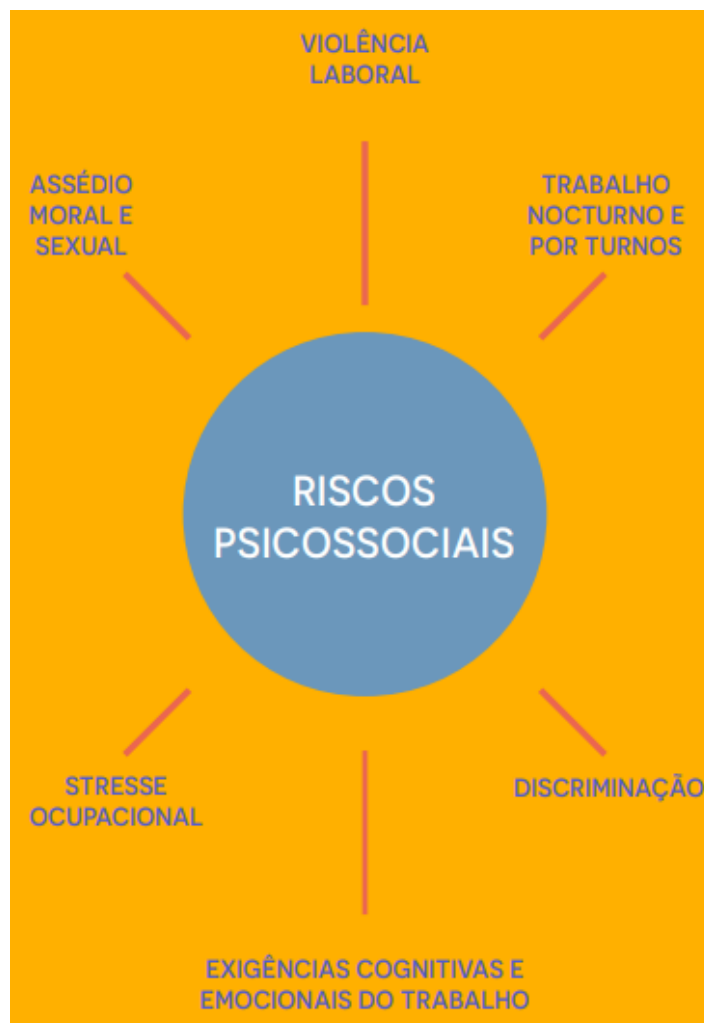 VIOLÊNCIA
LABORAL
ASSÉDIO
MORAL E
SEXUAL
TRABALHO
NOCTURNO E
POR TURNOS
RISCOS
PSICOSSOCIAIS
STRESSE
OCUPACIONAL
DISCRIMINAÇÃO
EXIGÊNCIAS COGNITIVAS E
EMOCIONAIS DO TRABALHO